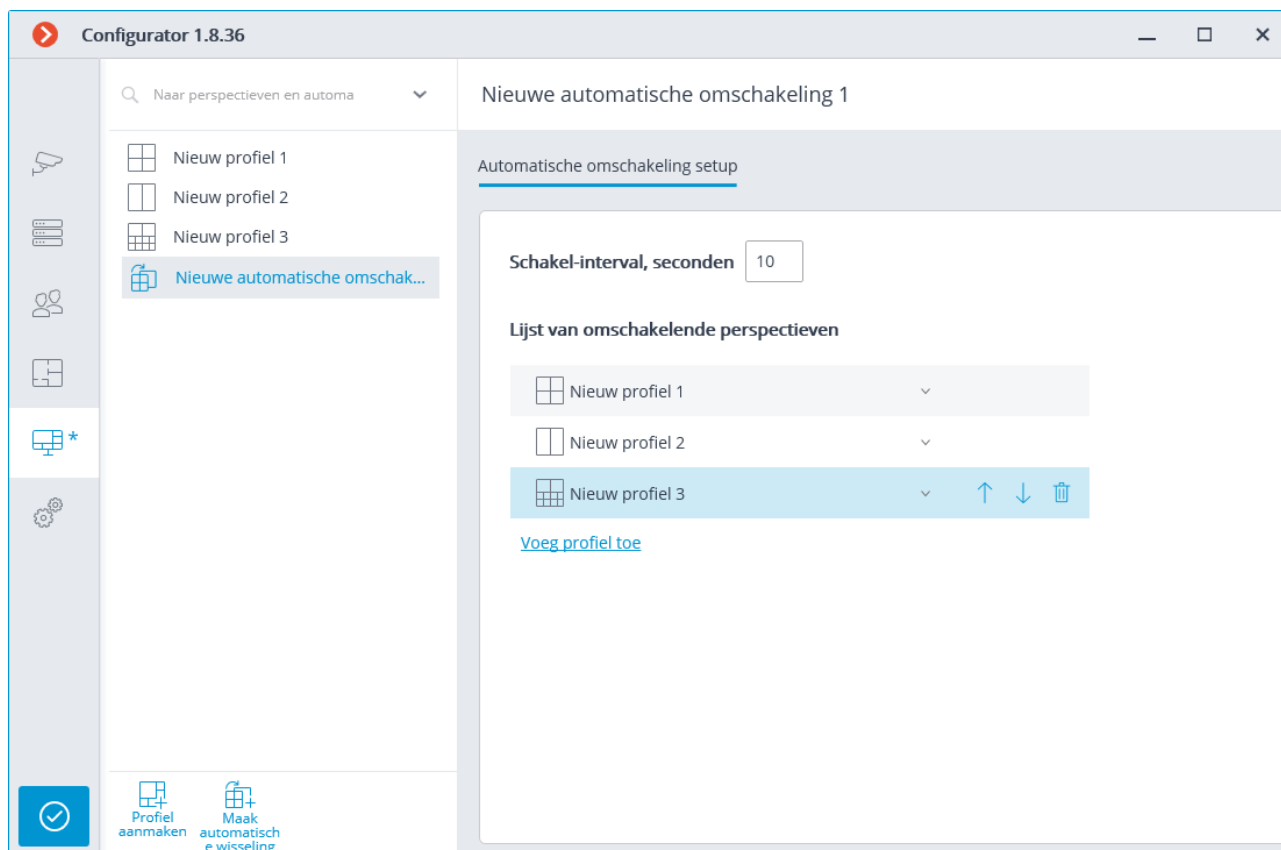 Configurator 1.8.36
Naar perspectieven en automa
Nieuw profiel 1
Nieuw profiel 2
Nieuw profiel 3
Nieuwe automatische omschak...
Profiel
aanmaken
Maak
automatisch
e wisseling
Nieuwe automatische omschakeling 1
Automatische omschakeling setup
Schakel-interval, seconden 10
Lijst van omschakelende perspectieven
Nieuw profiel 1
Nieuw profiel 2
Nieuw profiel 3
Voeg profiel toe